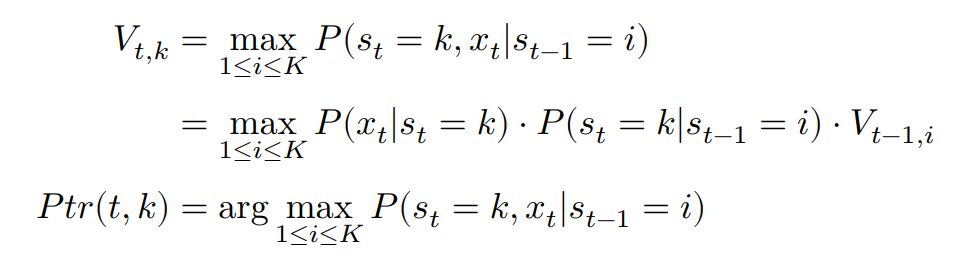 V_{t,k} = \max_{1≤i≤K} P(s_t = k, x_t|s_{t−1} = i)
= \max_{1≤i≤K} P(x_t|s_t = k) · P(s_t = k|s_{t−1} = i) · V_{t−1,i}
Ptr(t, k) = \arg \max_{1≤i≤K} P(s_t = k, x_t|s_{t−1} = i)